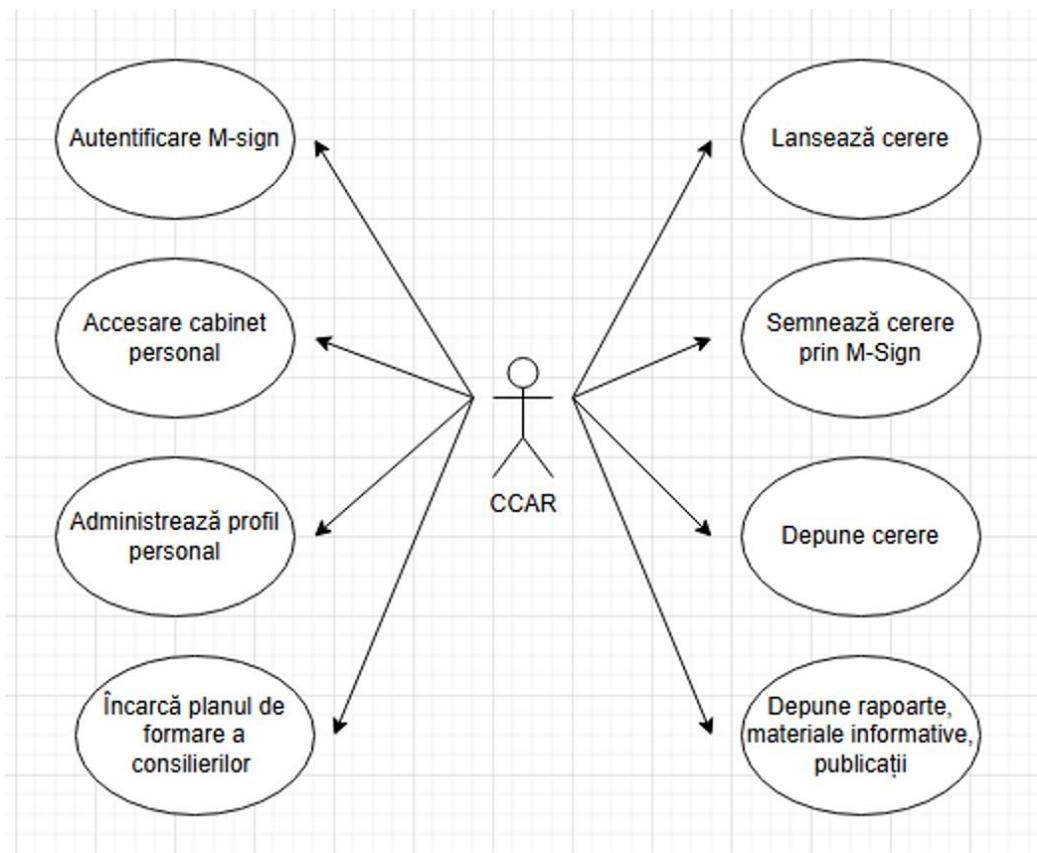 Autentificare M-sign
Accesare cabinet
personal
Administrează profil
personal
Încarcă planul de
formare a
consilierilor
CCAR
Lansează cerere
Semnează cerere
prin M-Sign
Depune cerere
Depune rapoarte,
materiale informative,
publicații